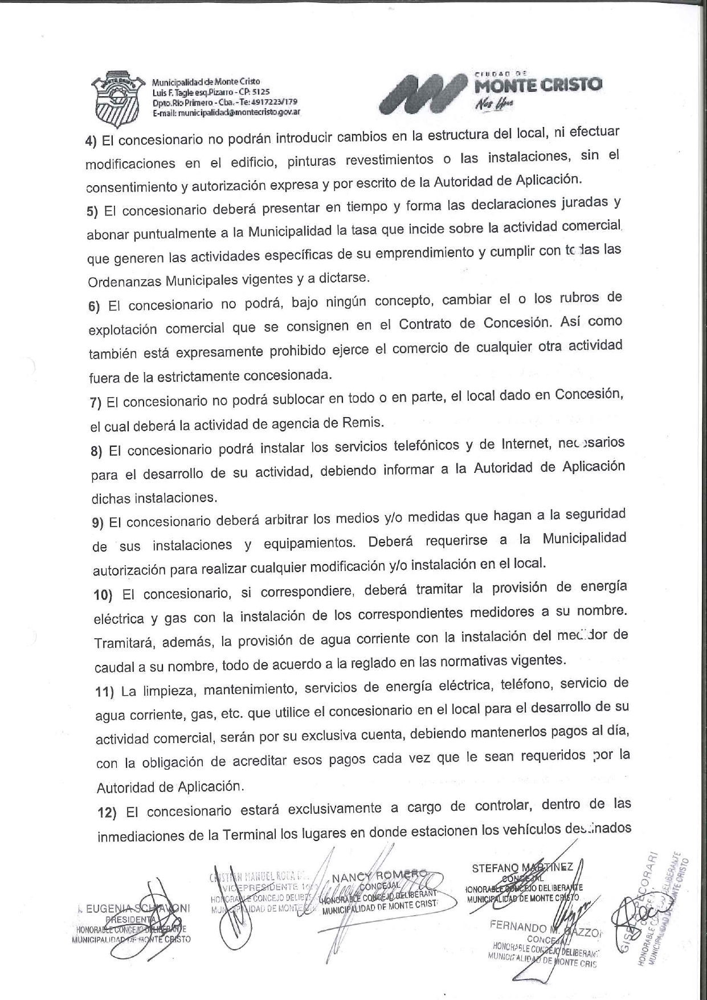 Municipalidad de Monte Cristo
Luis F. Tagle esq.Pizarro - CP: 5125
Dpto.Río Primero - Cba. -Te: 4917223/179
E-mail: municipalidad@montecristo.gov.ar
CIUDAD DE
MONTE CRISTO
Nos Une
4) El concesionario no podrán introducir cambios en la estructura del local, ni efectuar
modificaciones en el edificio, pinturas revestimientos o las instalaciones, sin el
consentimiento y autorización expresa y por escrito de la Autoridad de Aplicación.
5) El concesionario deberá presentar en tiempo y forma las declaraciones juradas y
abonar puntualmente a la Municipalidad la tasa que incide sobre la actividad comercial
que generen las actividades específicas de su emprendimiento y cumplir con todas las
Ordenanzas Municipales vigentes y a dictarse.
6) El concesionario no podrá, bajo ningún concepto, cambiar el o los rubros de
explotación comercial que se consignen en el Contrato de Concesión. Así como
también está expresamente prohibido ejerce el comercio de cualquier otra actividad
fuera de la estrictamente concesionada.
7) El concesionario no podrá sublocar en todo o en parte, el local dado en Concesión,
el cual deberá la actividad de agencia de Remis.
8) El concesionario podrá instalar los servicios telefónicos y de Internet, necesarios
para el desarrollo de su actividad, debiendo informar a la Autoridad de Aplicación
dichas instalaciones.
9) El concesionario deberá arbitrar los medios y/o medidas que hagan a la seguridad
de sus instalaciones y equipamientos. Deberá requerirse a la Municipalidad
autorización para realizar cualquier modificación y/o instalación en el local.
10) El concesionario, si correspondiere, deberá tramitar la provisión de energía
eléctrica y gas con la instalación de los correspondientes medidores a su nombre.
Tramitará, además, la provisión de agua corriente con la instalación del medidor de
caudal a su nombre, todo de acuerdo a la reglado en las normativas vigentes.
11) La limpieza, mantenimiento, servicios de energía eléctrica, teléfono, servicio de
agua corriente, gas, etc. que utilice el concesionario en el local para el desarrollo de su
actividad comercial, serán por su exclusiva cuenta, debiendo mantenerlos pagos al día,
con la obligación de acreditar esos pagos cada vez que le sean requeridos por la
Autoridad de Aplicación.
12) El concesionario estará exclusivamente a cargo de controlar, dentro de las
inmediaciones de la Terminal los lugares en donde estacionen los vehículos destinados
EUGENIA SCHIAVONI
PRESIDENTA
HONORABLE CONCEJO DELIBERANTE
MUNICIPALIDAD DE MONTE CRISTO
MANUEL
VICEPRESIDENTE 1
HONORABLE CONCEJO DELIBE
MUNICIPALIDAD DE MONTE
NANCY ROMERO
CONCEJAL
HONORABLE CONCEJO DELIBERANT
MUNICIPALIDAD DE MONTE CRIST
STEFANO MARTINEZ
CONCEJAL
HONORABLE CONCEJO DELIBERANTE
MUNICIPALIDAD DE MONTE CRISTO
FERNANDO M. GAZZO
CONCEJAL
HONORABLE CONCEJO DELIBERANT
MUNICIPALIDAD DE MONTE CRIS
PECORARI
HONORABLE CONCEJO DELIBERANTE
MUNICIPALIDAD DE MONTE CRISTO